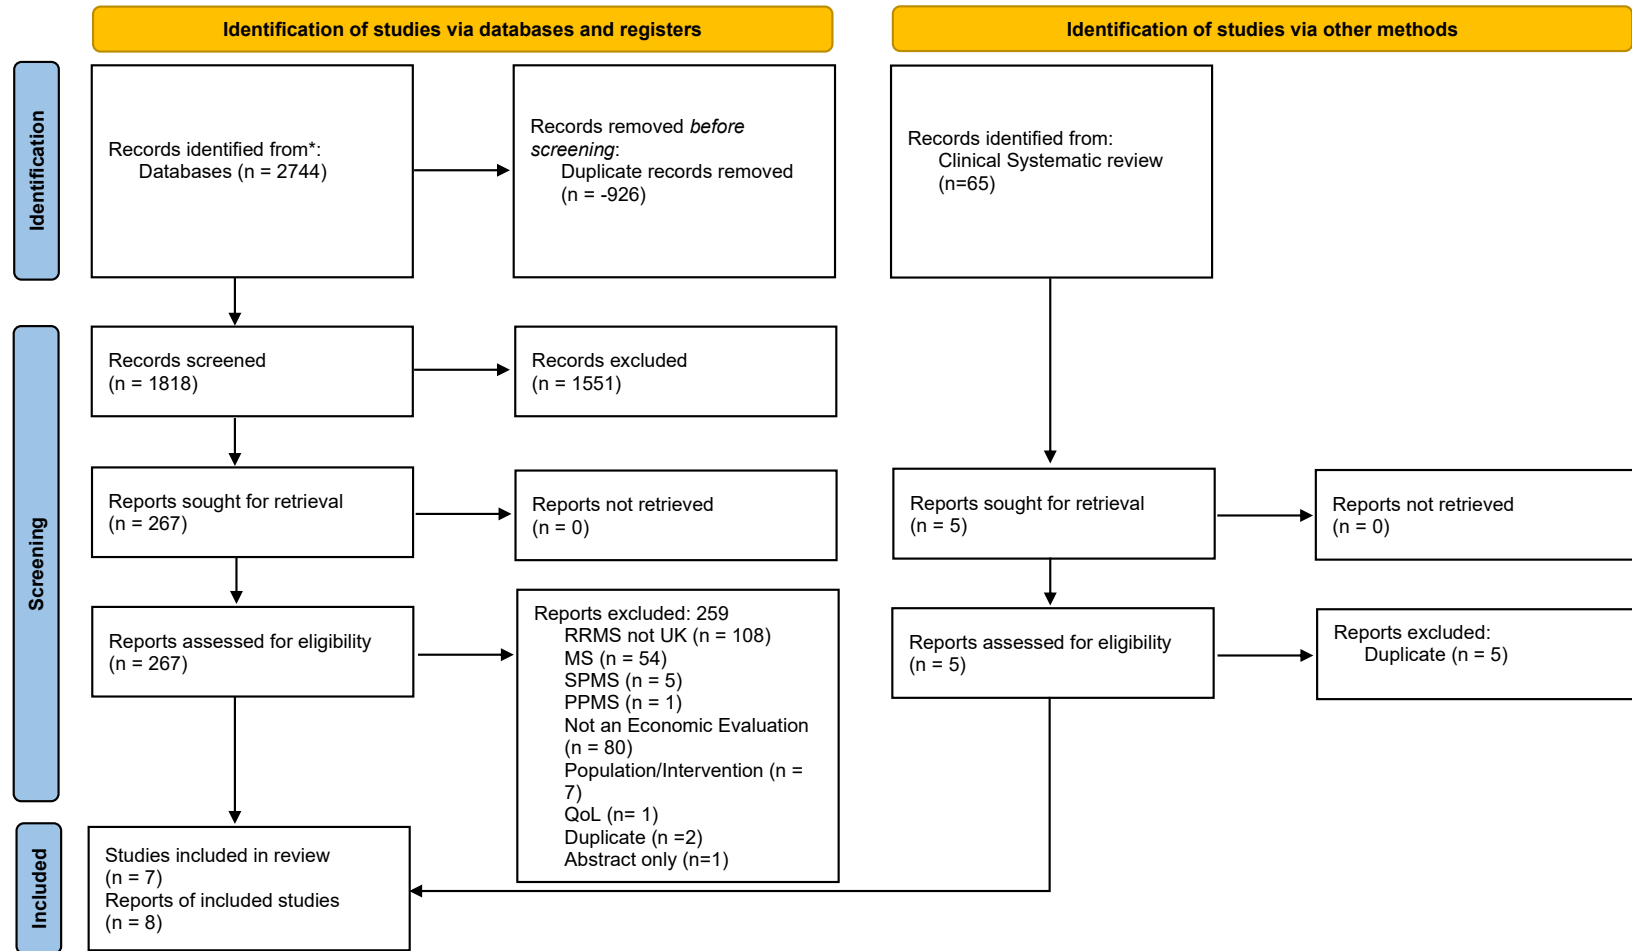 Identification of studies via databases and registers
Identification of studies via other methods
Identification
Records identified from*:
Databases (n = 2744)
Records removed before
screening:
Duplicate records removed
(n = -926)
Records identified from:
Clinical Systematic review
(n=65)
Screening
Records screened
(n = 1818)
Records excluded
(n = 1551)
Reports sought for retrieval
(n = 267)
Reports not retrieved
(n = 0)
Reports sought for retrieval
(n = 5)
Reports not retrieved
(n = 0)
Reports assessed for eligibility
(n = 267)
Reports excluded: 259
RRMS not UK (n = 108)
MS (n = 54)
SPMS (n = 5)
PPMS (n = 1)
Not an Economic Evaluation
(n = 80)
Population/Intervention (n =
7)
QoL (n= 1)
Duplicate (n =2)
Abstract only (n=1)
Reports assessed for eligibility
(n = 5)
Reports excluded:
Duplicate (n = 5)
Included
Studies included in review
(n = 7)
Reports of included studies
(n = 8)